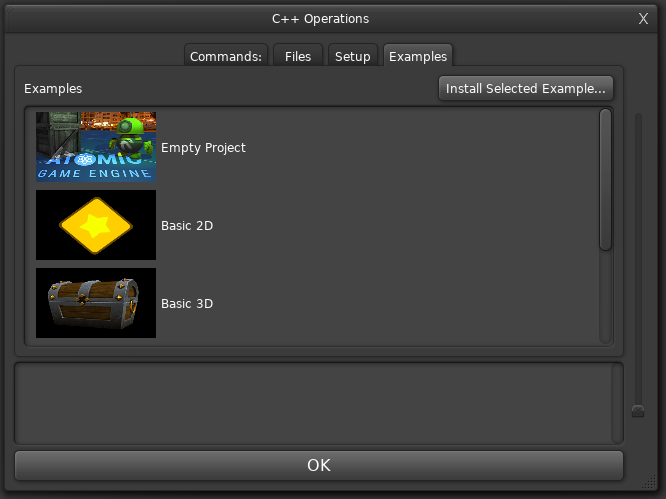 C++ Operations
X
Commands:
Files
Setup
Examples
Examples
Install Selected Example...
ATOMIC
GAME ENGINE
Empty Project
Basic 2D
Basic 3D
OK